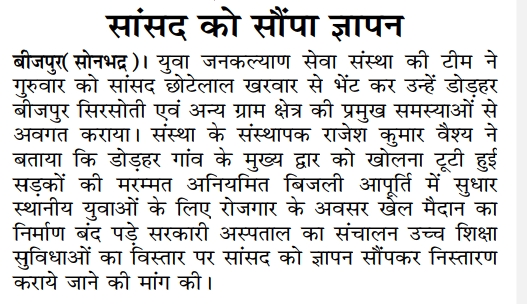 सांसद को सौंपा ज्ञापन
बीजपुर(सोनभद्र)। युवा जनकल्याण सेवा संस्था की टीम ने
गुरुवार को सांसद छोटेलाल खरवार से भेंट कर उन्हें डोड़हर
बीजपुर सिरसोती एवं अन्य ग्राम क्षेत्र की प्रमुख समस्याओं से
अवगत कराया। संस्था के संस्थापक राजेश कुमार वैश्य ने
बताया कि डोड़हर गांव के मुख्य द्वार को खोलना टूटी हुई
सड़कों की मरम्मत अनियमित बिजली आपूर्ति में सुधार
स्थानीय युवाओं के लिए रोजगार के अवसर खेल मैदान का
निर्माण बंद पड़े सरकारी अस्पताल का संचालन उच्च शिक्षा
सुविधाओं का विस्तार पर सांसद को ज्ञापन सौंपकर निस्तारण
कराये जाने की मांग की।